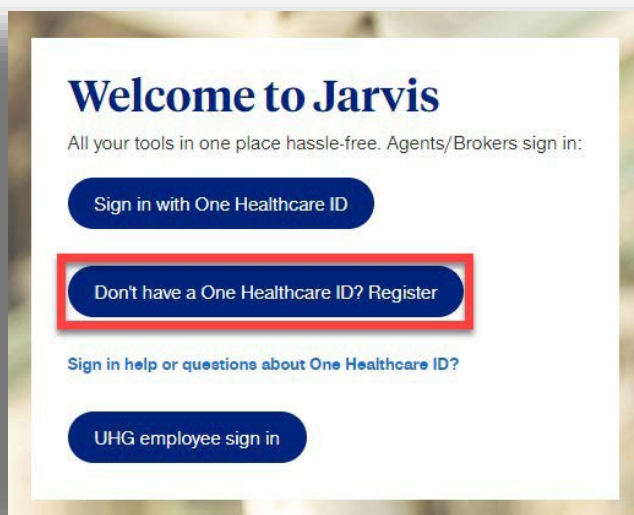 Welcome to Jarvis
All your tools in one place hassle-free. Agents/Brokers sign in:
Sign in with One Healthcare ID
Don't have a One Healthcare ID? Register
Sign in help or questions about One Healthcare ID?
UHG employee sign in